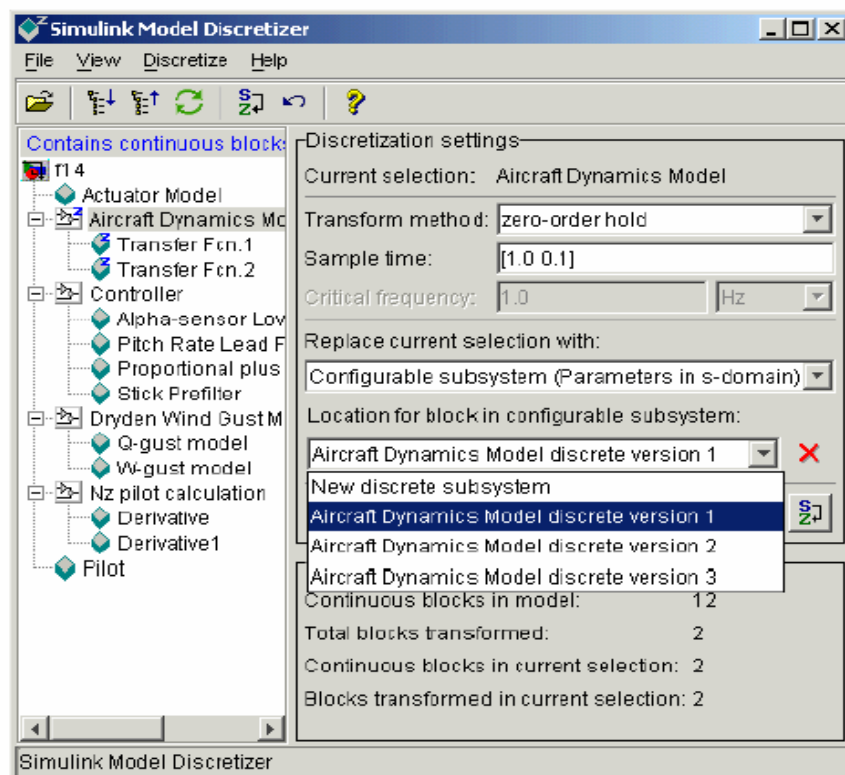 Simulink Model Discretizer
File View Discretize Help
Contains continuous block
f14
Actuator Model
Aircraft Dynamics Mo
Transfer Fcn.1
Transfer Fcn.2
Controller
Alpha-sensor Lov
Pitch Rate Lead F
Proportional plus
Stick Prefilter
Dryden Wind Gust M
Q-gust model
W-gust model
Nz pilot calculation
Derivative
Derivative1
Pilot
Discretization settings
Current selection: Aircraft Dynamics Model
Transform method: zero-order hold
Sample time: [1.0 0.1]
Critical frequency: 1.0 Hz
Replace current selection with:
Configurable subsystem (Parameters in s-domain)
Location for block in configurable subsystem:
Aircraft Dynamics Model discrete version 1
New discrete subsystem
Aircraft Dynamics Model discrete version 1
Aircraft Dynamics Model discrete version 2
Aircraft Dynamics Model discrete version 3
Continuous blocks in model: 12
Total blocks transformed: 2
Continuous blocks in current selection: 2
Blocks transformed in current selection: 2
Simulink Model Discretizer